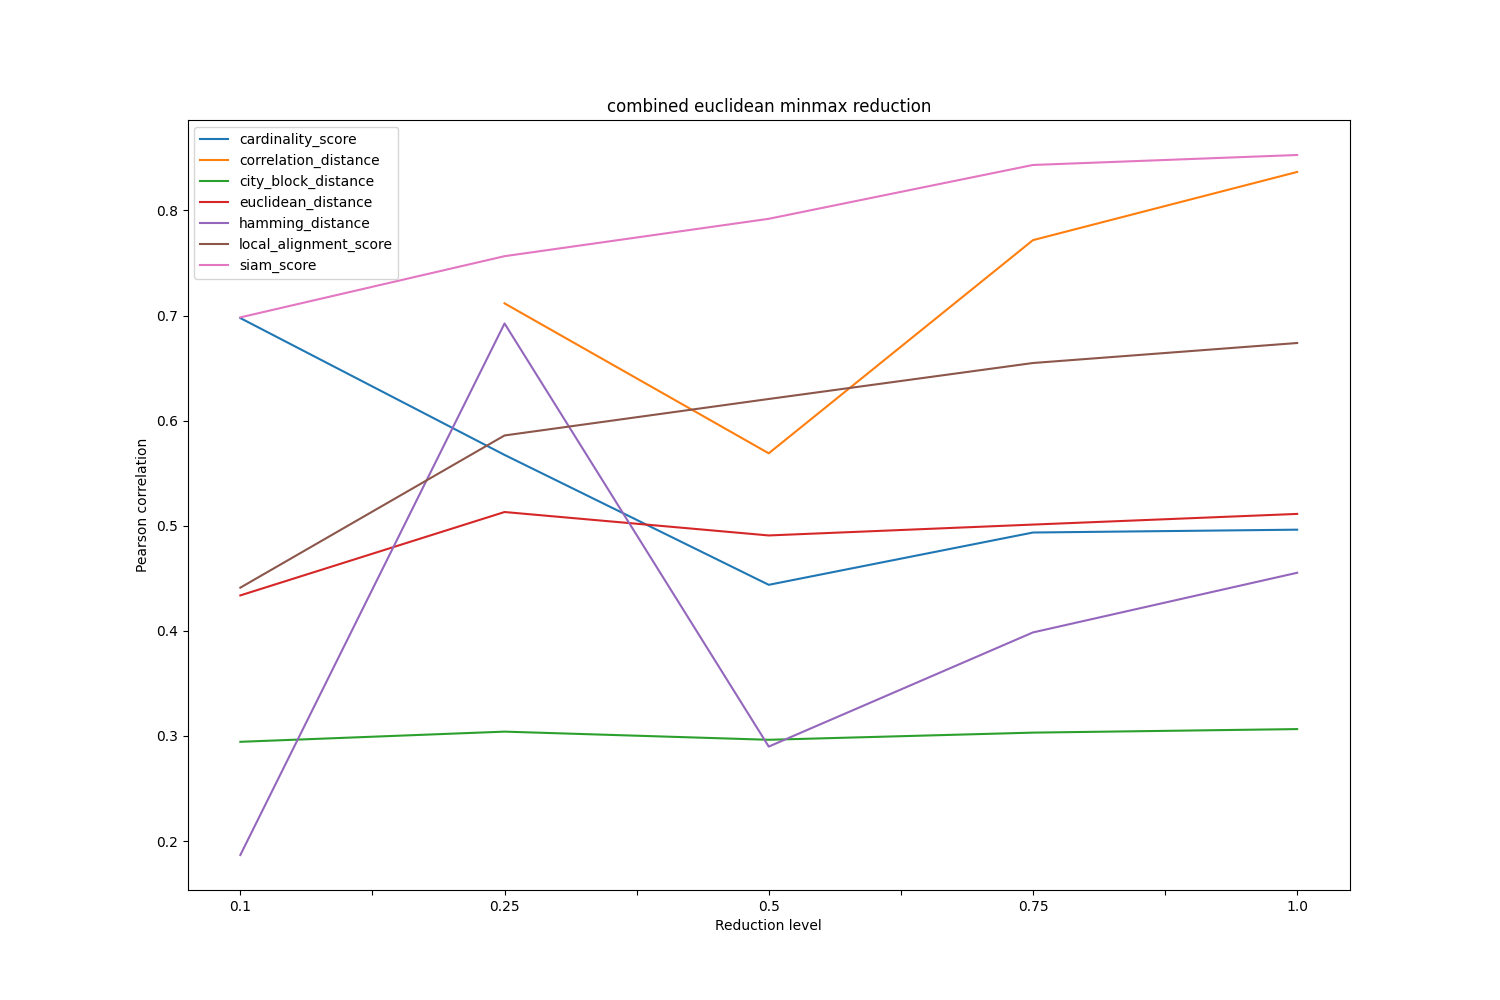 combined euclidean minmax reduction
cardinality_score
correlation_distance
city_block_distance
euclidean_distance
hamming_distance
local_alignment_score
siam_score
0.8
0.7
0.6
0.5
0.4
0.3
0.2
Pearson correlation
0.1 0.25 0.5 0.75 1.0
Reduction level